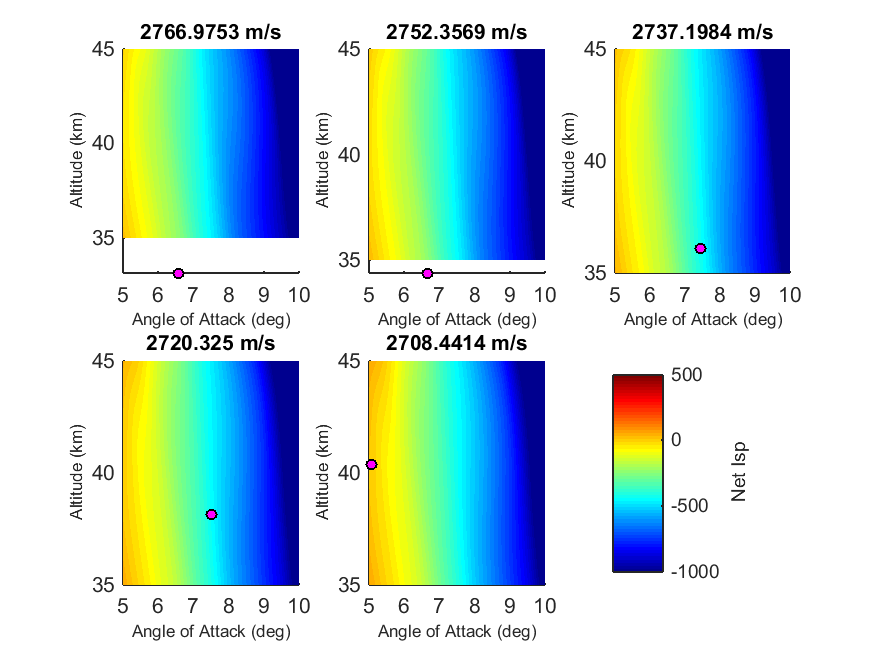 2766.9753 m/s
45
40
35
Altitude (km)
5 6 7 8 9 10
Angle of Attack (deg)
2752.3569 m/s
45
40
35
Altitude (km)
5 6 7 8 9 10
Angle of Attack (deg)
2737.1984 m/s
45
40
35
Altitude (km)
5 6 7 8 9 10
Angle of Attack (deg)
2720.325 m/s
45
40
35
Altitude (km)
5 6 7 8 9 10
Angle of Attack (deg)
2708.4414 m/s
45
40
35
Altitude (km)
5 6 7 8 9 10
Angle of Attack (deg)
500
0
-500
-1000
Net Isp